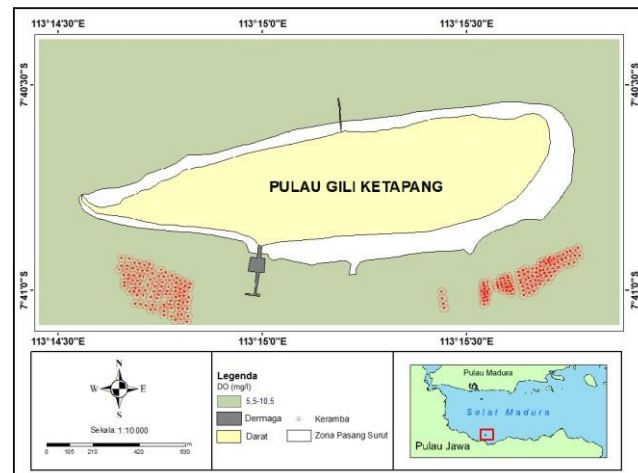 113°14'30"E 113°15'0"E 113°15'30"E
7°40'30"S 7°40'30"S
PULAU GILI KETAPANG
7°41'0"S 7°41'0"S
113°14'30"E 113°15'0"E 113°15'30"E
N
W E
S
Sekala: 1:10 000
0 105 210 420 630
m
Legenda
DO (mg/l)
5,5-10,5
Dermaga Keramba
Darat Zona Pasang Surut
Pulau Madura
Selat Madura
Pulau Jawa